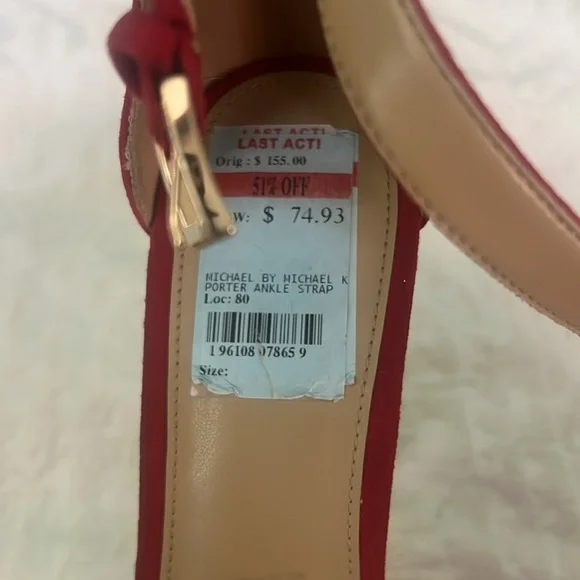 LAST ACT!
LAST ACT!
Orig : $ 155.00
51% OFF
W: $ 74.93
MICHAEL BY MICHAEL K
PORTER ANKLE STRAP
Loc: 80
1 96108 07865 9
Size: